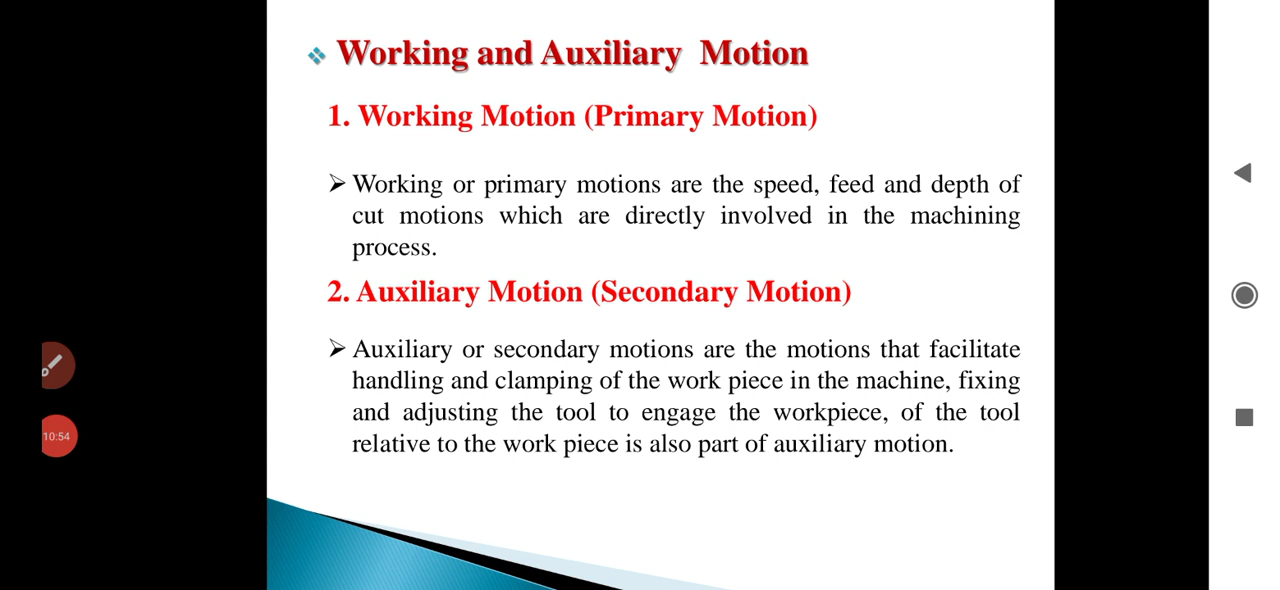 Working and Auxiliary Motion
1. Working Motion (Primary Motion)
Working or primary motions are the speed, feed and depth of
cut motions which are directly involved in the machining
process.
2. Auxiliary Motion (Secondary Motion)
Auxiliary or secondary motions are the motions that facilitate
handling and clamping of the work piece in the machine, fixing
and adjusting the tool to engage the workpiece, of the tool
relative to the work piece is also part of auxiliary motion.
10:54